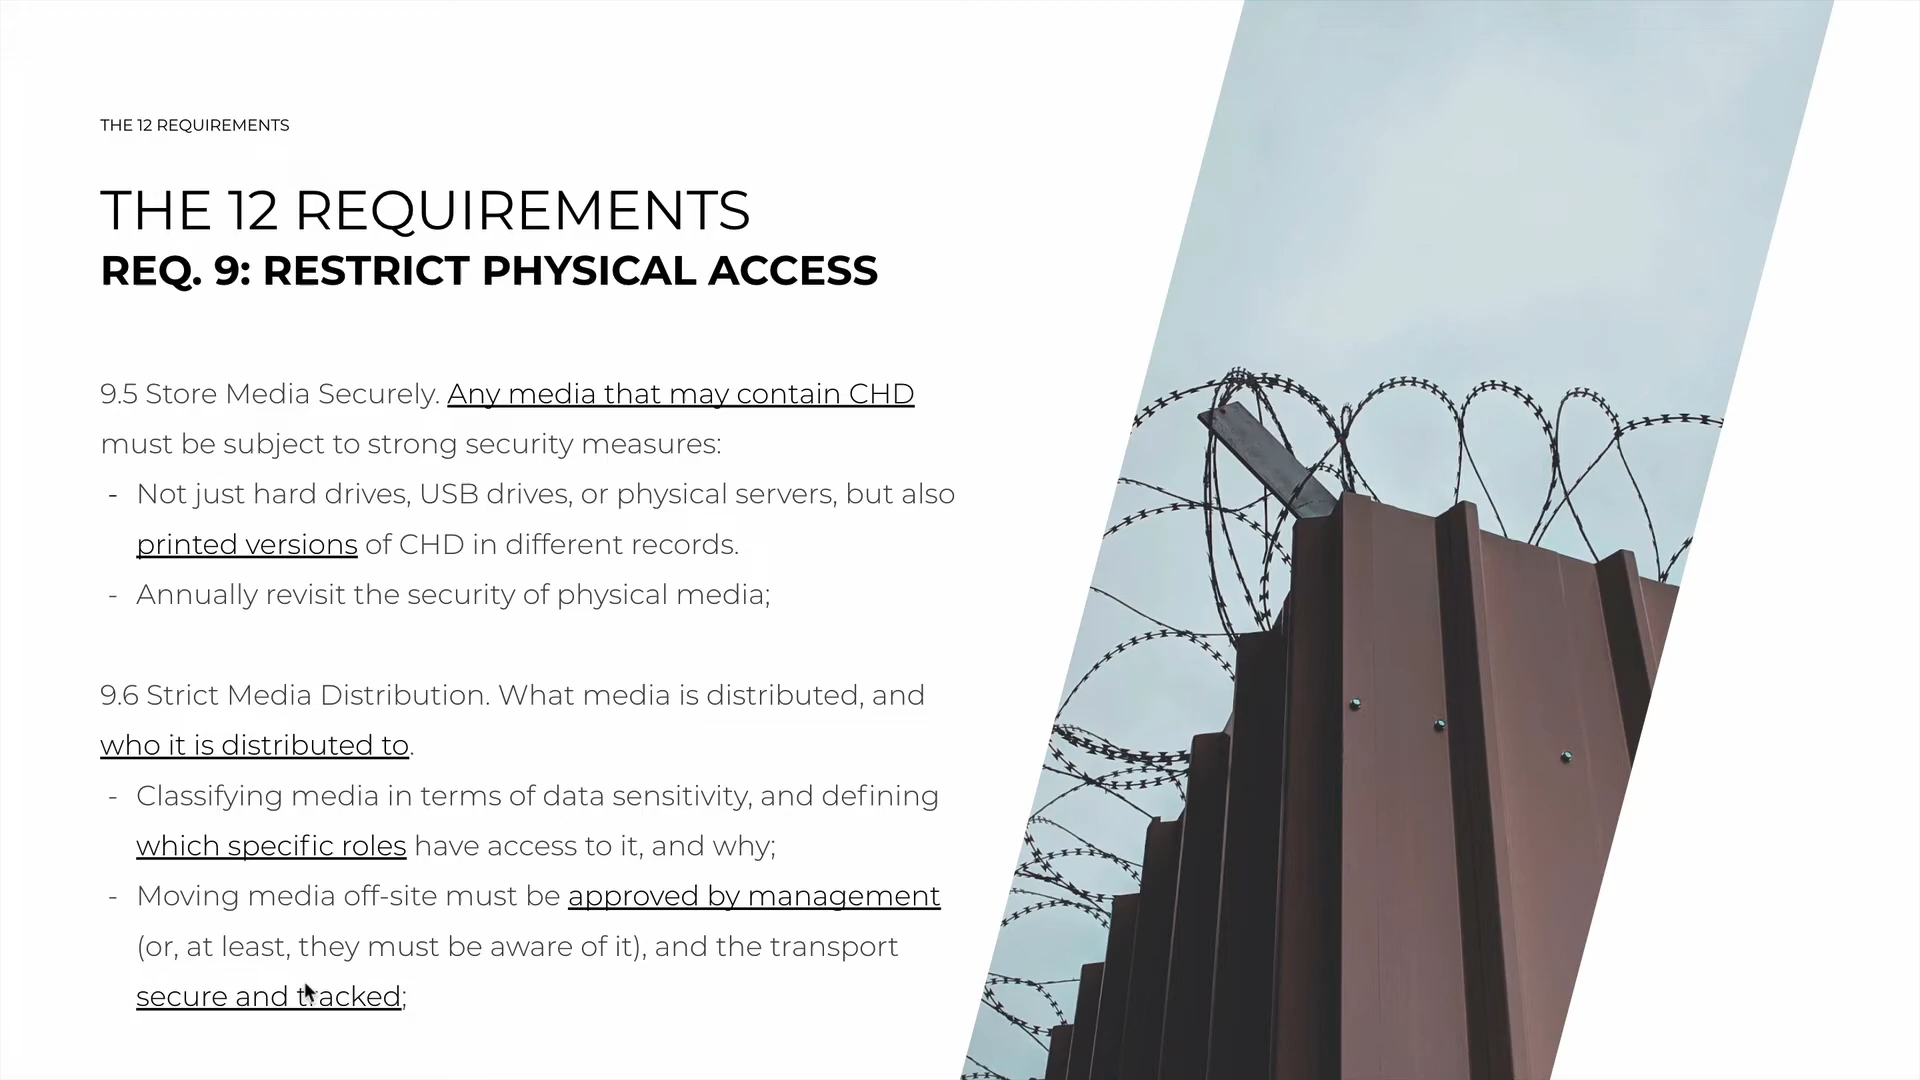 THE 12 REQUIREMENTS
THE 12 REQUIREMENTS
REQ. 9: RESTRICT PHYSICAL ACCESS
9.5 Store Media Securely. Any media that may contain CHD
must be subject to strong security measures:
- Not just hard drives, USB drives, or physical servers, but also
printed versions of CHD in different records.
- Annually revisit the security of physical media;
9.6 Strict Media Distribution. What media is distributed, and
who it is distributed to.
- Classifying media in terms of data sensitivity, and defining
which specific roles have access to it, and why;
- Moving media off-site must be approved by management
(or, at least, they must be aware of it), and the transport
secure and tracked;